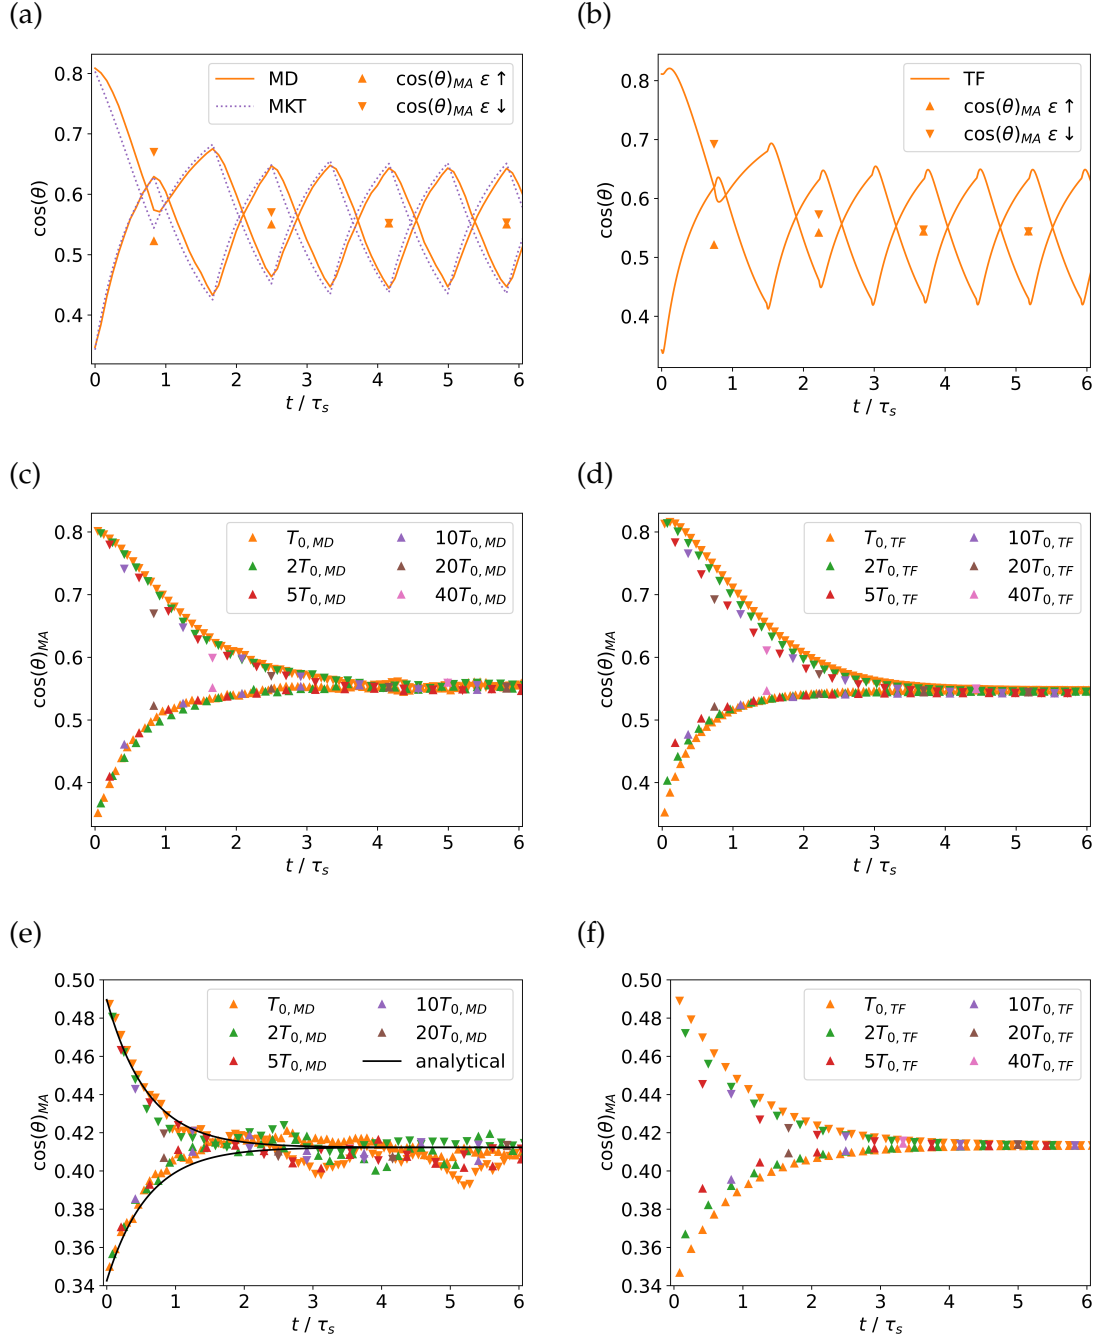 (a)
0.8
0.7
0.6
0.5
0.4
cos(θ)
MD
MKT
cos(θ)MA ε ↑
cos(θ)MA ε ↓
0 1 2 3 4 5 6
t / τs
(b)
0.8
0.7
0.6
0.5
0.4
cos(θ)
TF
cos(θ)MA ε ↑
cos(θ)MA ε ↓
0 1 2 3 4 5 6
t / τs
(c)
0.8
0.7
0.6
0.5
0.4
cos(θ)MA
T0, MD
2T0, MD
5T0, MD
10T0, MD
20T0, MD
40T0, MD
0 1 2 3 4 5 6
t / τs
(d)
0.8
0.7
0.6
0.5
0.4
cos(θ)MA
T0, TF
2T0, TF
5T0, TF
10T0, TF
20T0, TF
40T0, TF
0 1 2 3 4 5 6
t / τs
(e)
0.50
0.48
0.46
0.44
0.42
0.40
0.38
0.36
0.34
cos(θ)MA
T0, MD
2T0, MD
5T0, MD
10T0, MD
20T0, MD
analytical
0 1 2 3 4 5 6
t / τs
(f)
0.50
0.48
0.46
0.44
0.42
0.40
0.38
0.36
0.34
cos(θ)MA
T0, TF
2T0, TF
5T0, TF
10T0, TF
20T0, TF
40T0, TF
0 1 2 3 4 5 6
t / τs